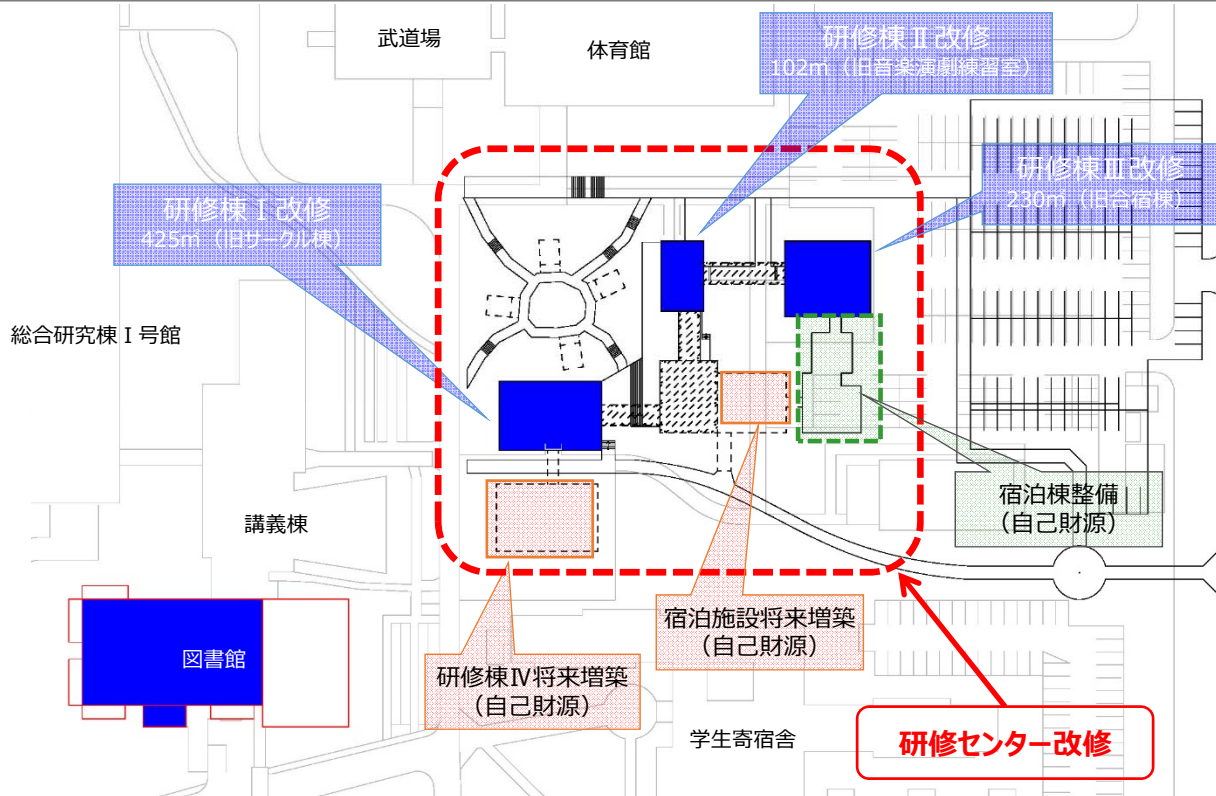 武道場
体育館
研修棟Ⅱ改修
102㎡（旧音楽演劇練習室）
研修棟Ⅲ改修
230㎡（旧合宿棟）
研修棟Ⅰ改修
425㎡（旧サークル棟）
総合研究棟Ⅰ号館
講義棟
宿泊棟整備
（自己財源）
宿泊施設将来増築
（自己財源）
図書館
研修棟Ⅳ将来増築
（自己財源）
学生寄宿舎
研修センター改修